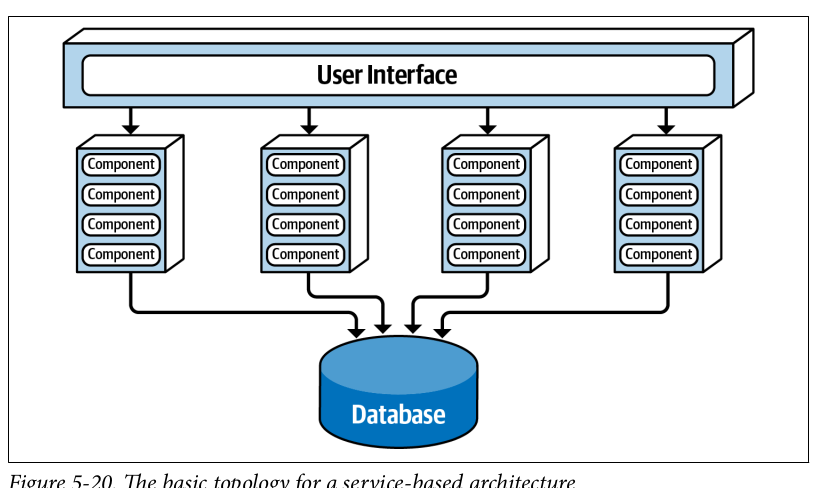 User Interface
Component Component Component Component
Component Component Component Component
Component Component Component Component
Component Component Component Component
Database
Figure 5-20. The basic topology for a service-based architecture